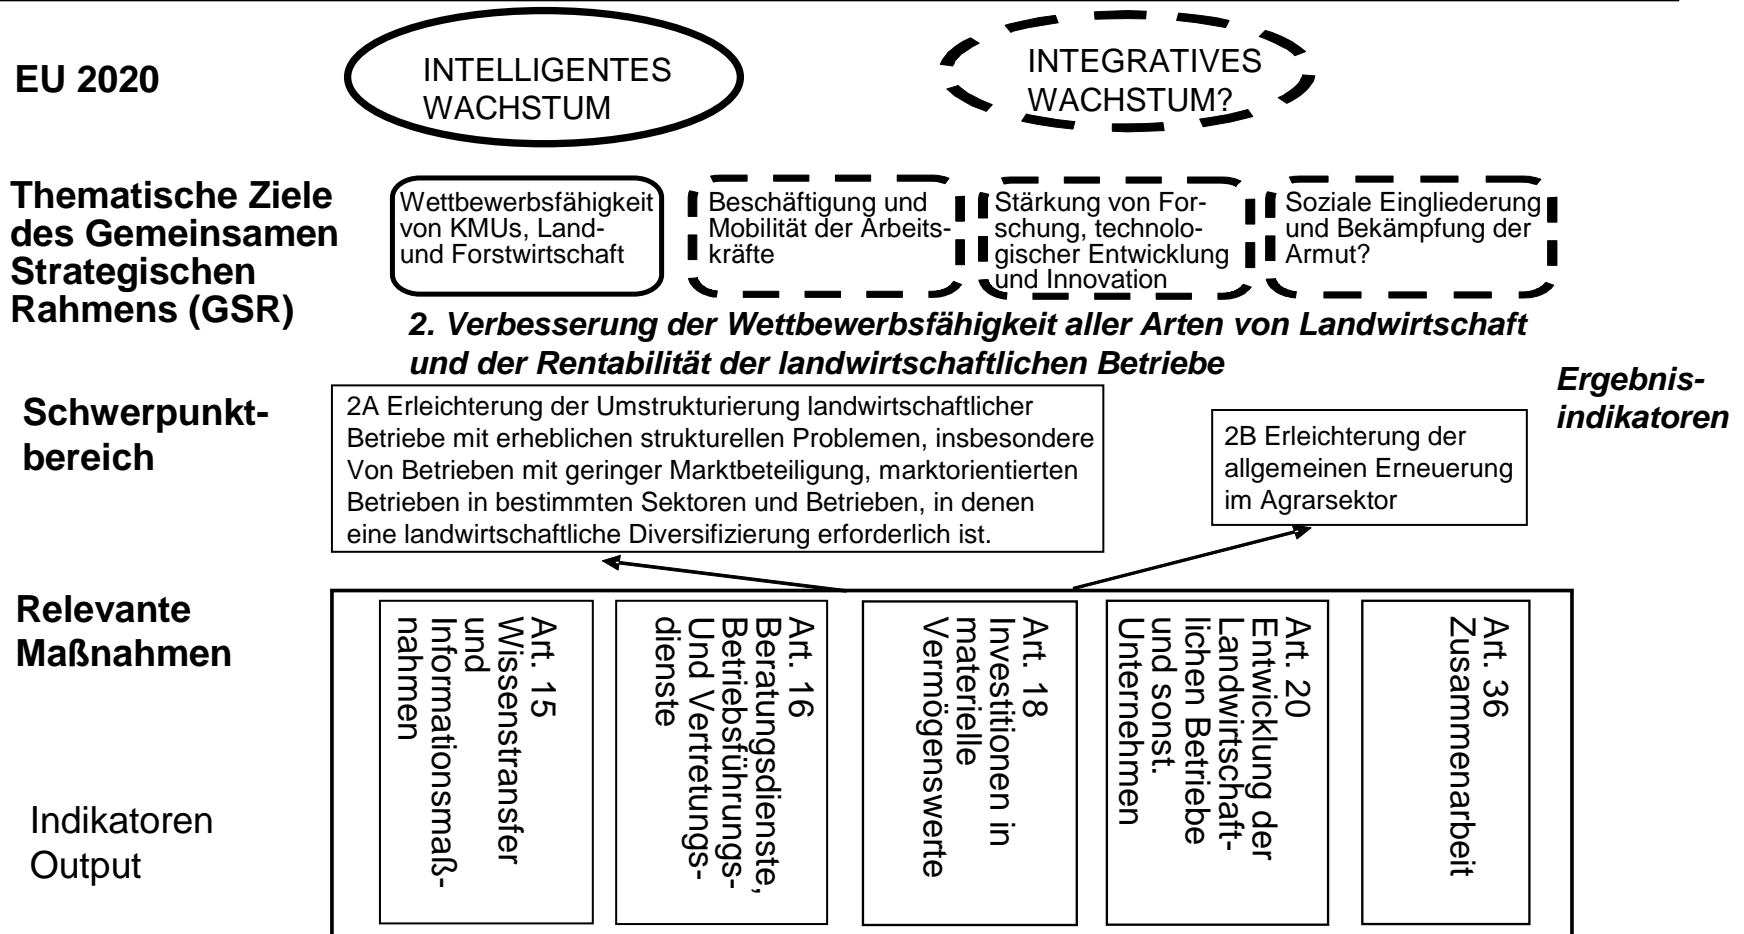 EU 2020
INTELLIGENTES
WACHSTUM
INTEGRATIVES
WACHSTUM?
Thematische Ziele
des Gemeinsamen
Strategischen
Rahmens (GSR)
Wettbewerbsfähigkeit
von KMUs, Land-
und Forstwirtschaft
Beschäftigung und
Mobilität der Arbeits-
kräfte
Stärkung von For-
schung, technolo-
gischer Entwicklung
und Innovation
Soziale Eingliederung
und Bekämpfung der
Armut?
2. Verbesserung der Wettbewerbsfähigkeit aller Arten von Landwirtschaft
und der Rentabilität der landwirtschaftlichen Betriebe
Ergebnis-
indikatoren
Schwerpunkt-
bereich
2A Erleichterung der Umstrukturierung landwirtschaftlicher
Betriebe mit erheblichen strukturellen Problemen, insbesondere
Von Betrieben mit geringer Marktbeteiligung, marktorientierten
Betrieben in bestimmten Sektoren und Betrieben, in denen
eine landwirtschaftliche Diversifizierung erforderlich ist.
2B Erleichterung der
allgemeinen Erneuerung
im Agrarsektor
Relevante
Maßnahmen
Art. 15
Wissenstransfer
und
Informationsmaß-
nahmen
Art. 16
Beratungsdienste,
Betriebsführungs-
Und Vertretungs-
dienste
Art. 18
Investitionen in
materielle
Vermögenswerte
Art. 20
Entwicklung der
Landwirtschaft-
lichen Betriebe
und sonst.
Unternehmen
Art. 36
Zusammenarbeit
Indikatoren
Output